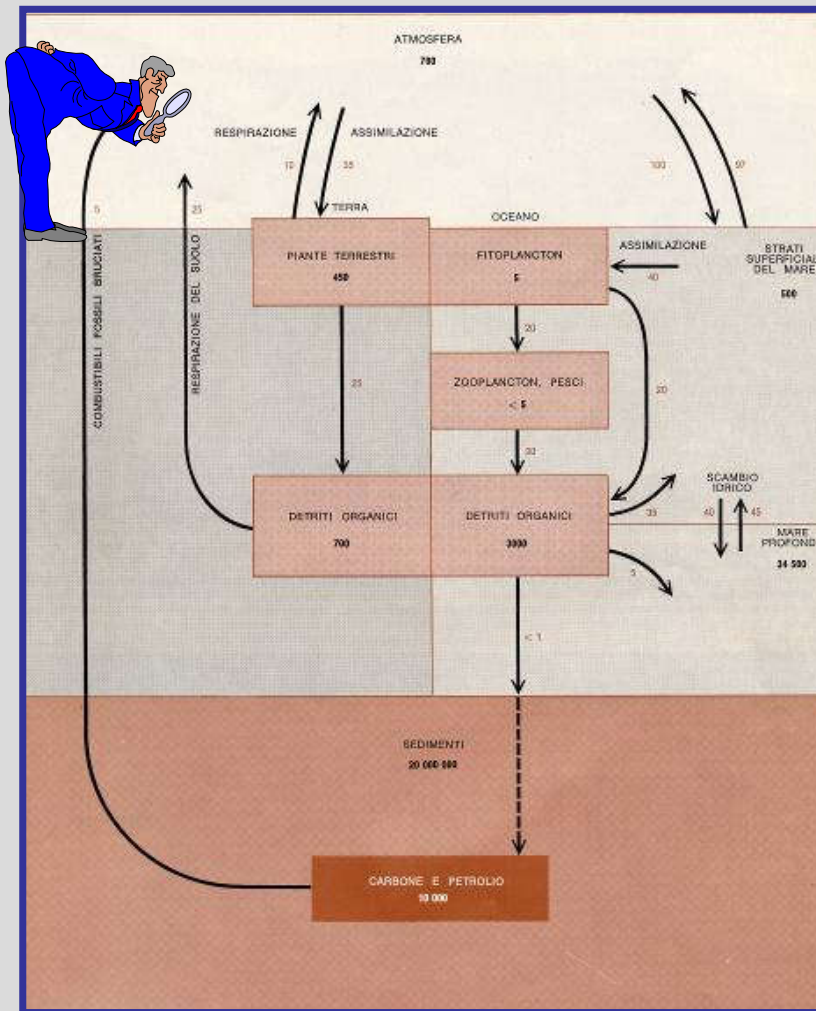 ATMOSFERA
700
RESPIRAZIONE
ASSIMILAZIONE
10
35
100
97
5
25
TERRA
OCEANO
PIANTE TERRESTRI
450
FITOPLANCTON
5
ASSIMILAZIONE
40
STRATI
SUPERFICIAL
DEL MARE
500
COMBUSTIBILI FOSSILI BRUCIATI
RESPIRAZIONE DEL SUOLO
20
ZOOPLANCTON, PESCI
< 5
25
20
20
DETRITI ORGANICI
700
DETRITI ORGANICI
3000
35
SCAMBIO
IDRICO
40
45
MARE
PROFOND
34 500
5
< 1
SEDIMENTI
20 000 000
CARBONE E PETROLIO
10 000